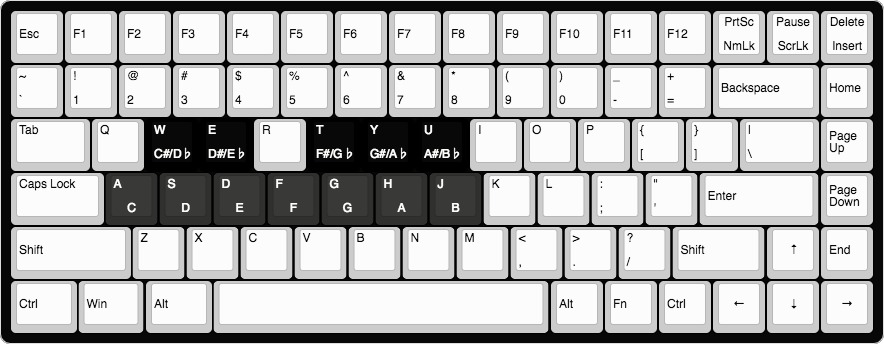 Esc F1 F2 F3 F4 F5 F6 F7 F8 F9 F10 F11 F12 PrtSc Pause Delete
NmLk ScrLk Insert
~ ! @ # $ % ^ & * ( ) _ +
` 1 2 3 4 5 6 7 8 9 0 - = Backspace Home
Tab Q W E R T Y U I O P { } | Page
C#/D♭ D#/E♭ F#/G♭ G#/A♭ A#/B♭ [ ] \ Up
Caps Lock A S D F G H J K L : " Enter Page
C D E F G A B ; ' Down
Shift Z X C V B N M < > ? Shift ↑ End
, . /
Ctrl Win Alt Alt Fn Ctrl ← ↓ →